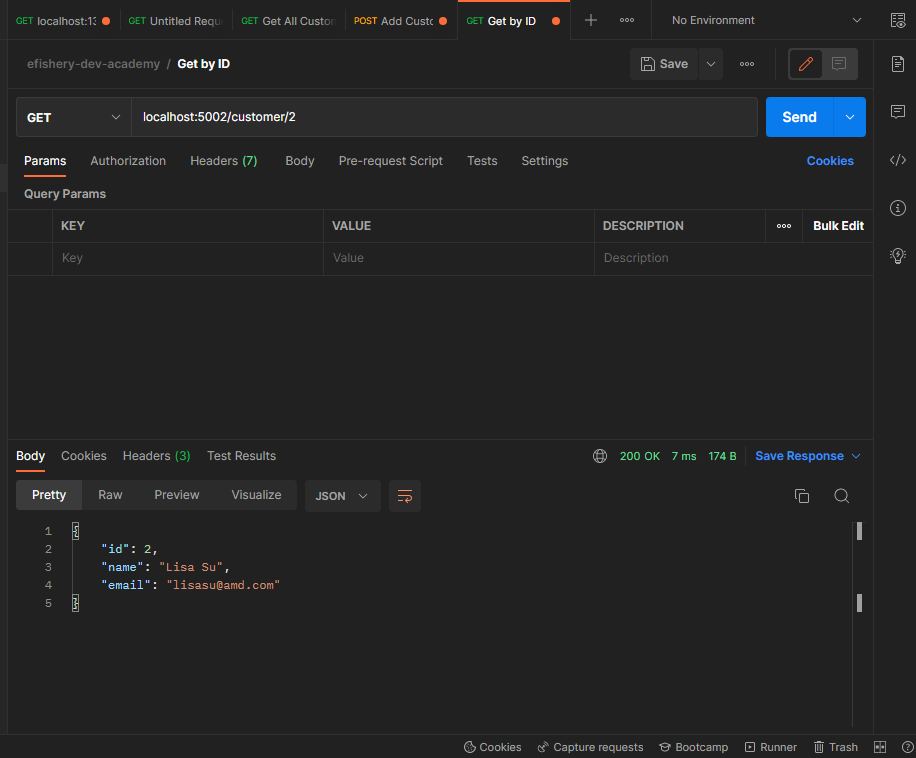 GET localhost:13 GET Untitled Requ GET Get All Custon POST Add Custo GET Get by ID No Environment
efishery-dev-academy / Get by ID Save
GET localhost:5002/customer/2 Send
Params Authorization Headers (7) Body Pre-request Script Tests Settings Cookies
Query Params
KEY VALUE DESCRIPTION Bulk Edit
Key Value Description
Body Cookies Headers (3) Test Results 200 OK 7 ms 174 B Save Response
Pretty Raw Preview Visualize JSON
1 {
2 "id": 2,
3 "name": "Lisa Su",
4 "email": "lisasu@amd.com"
5 }
Cookies Capture requests Bootcamp Runner Trash